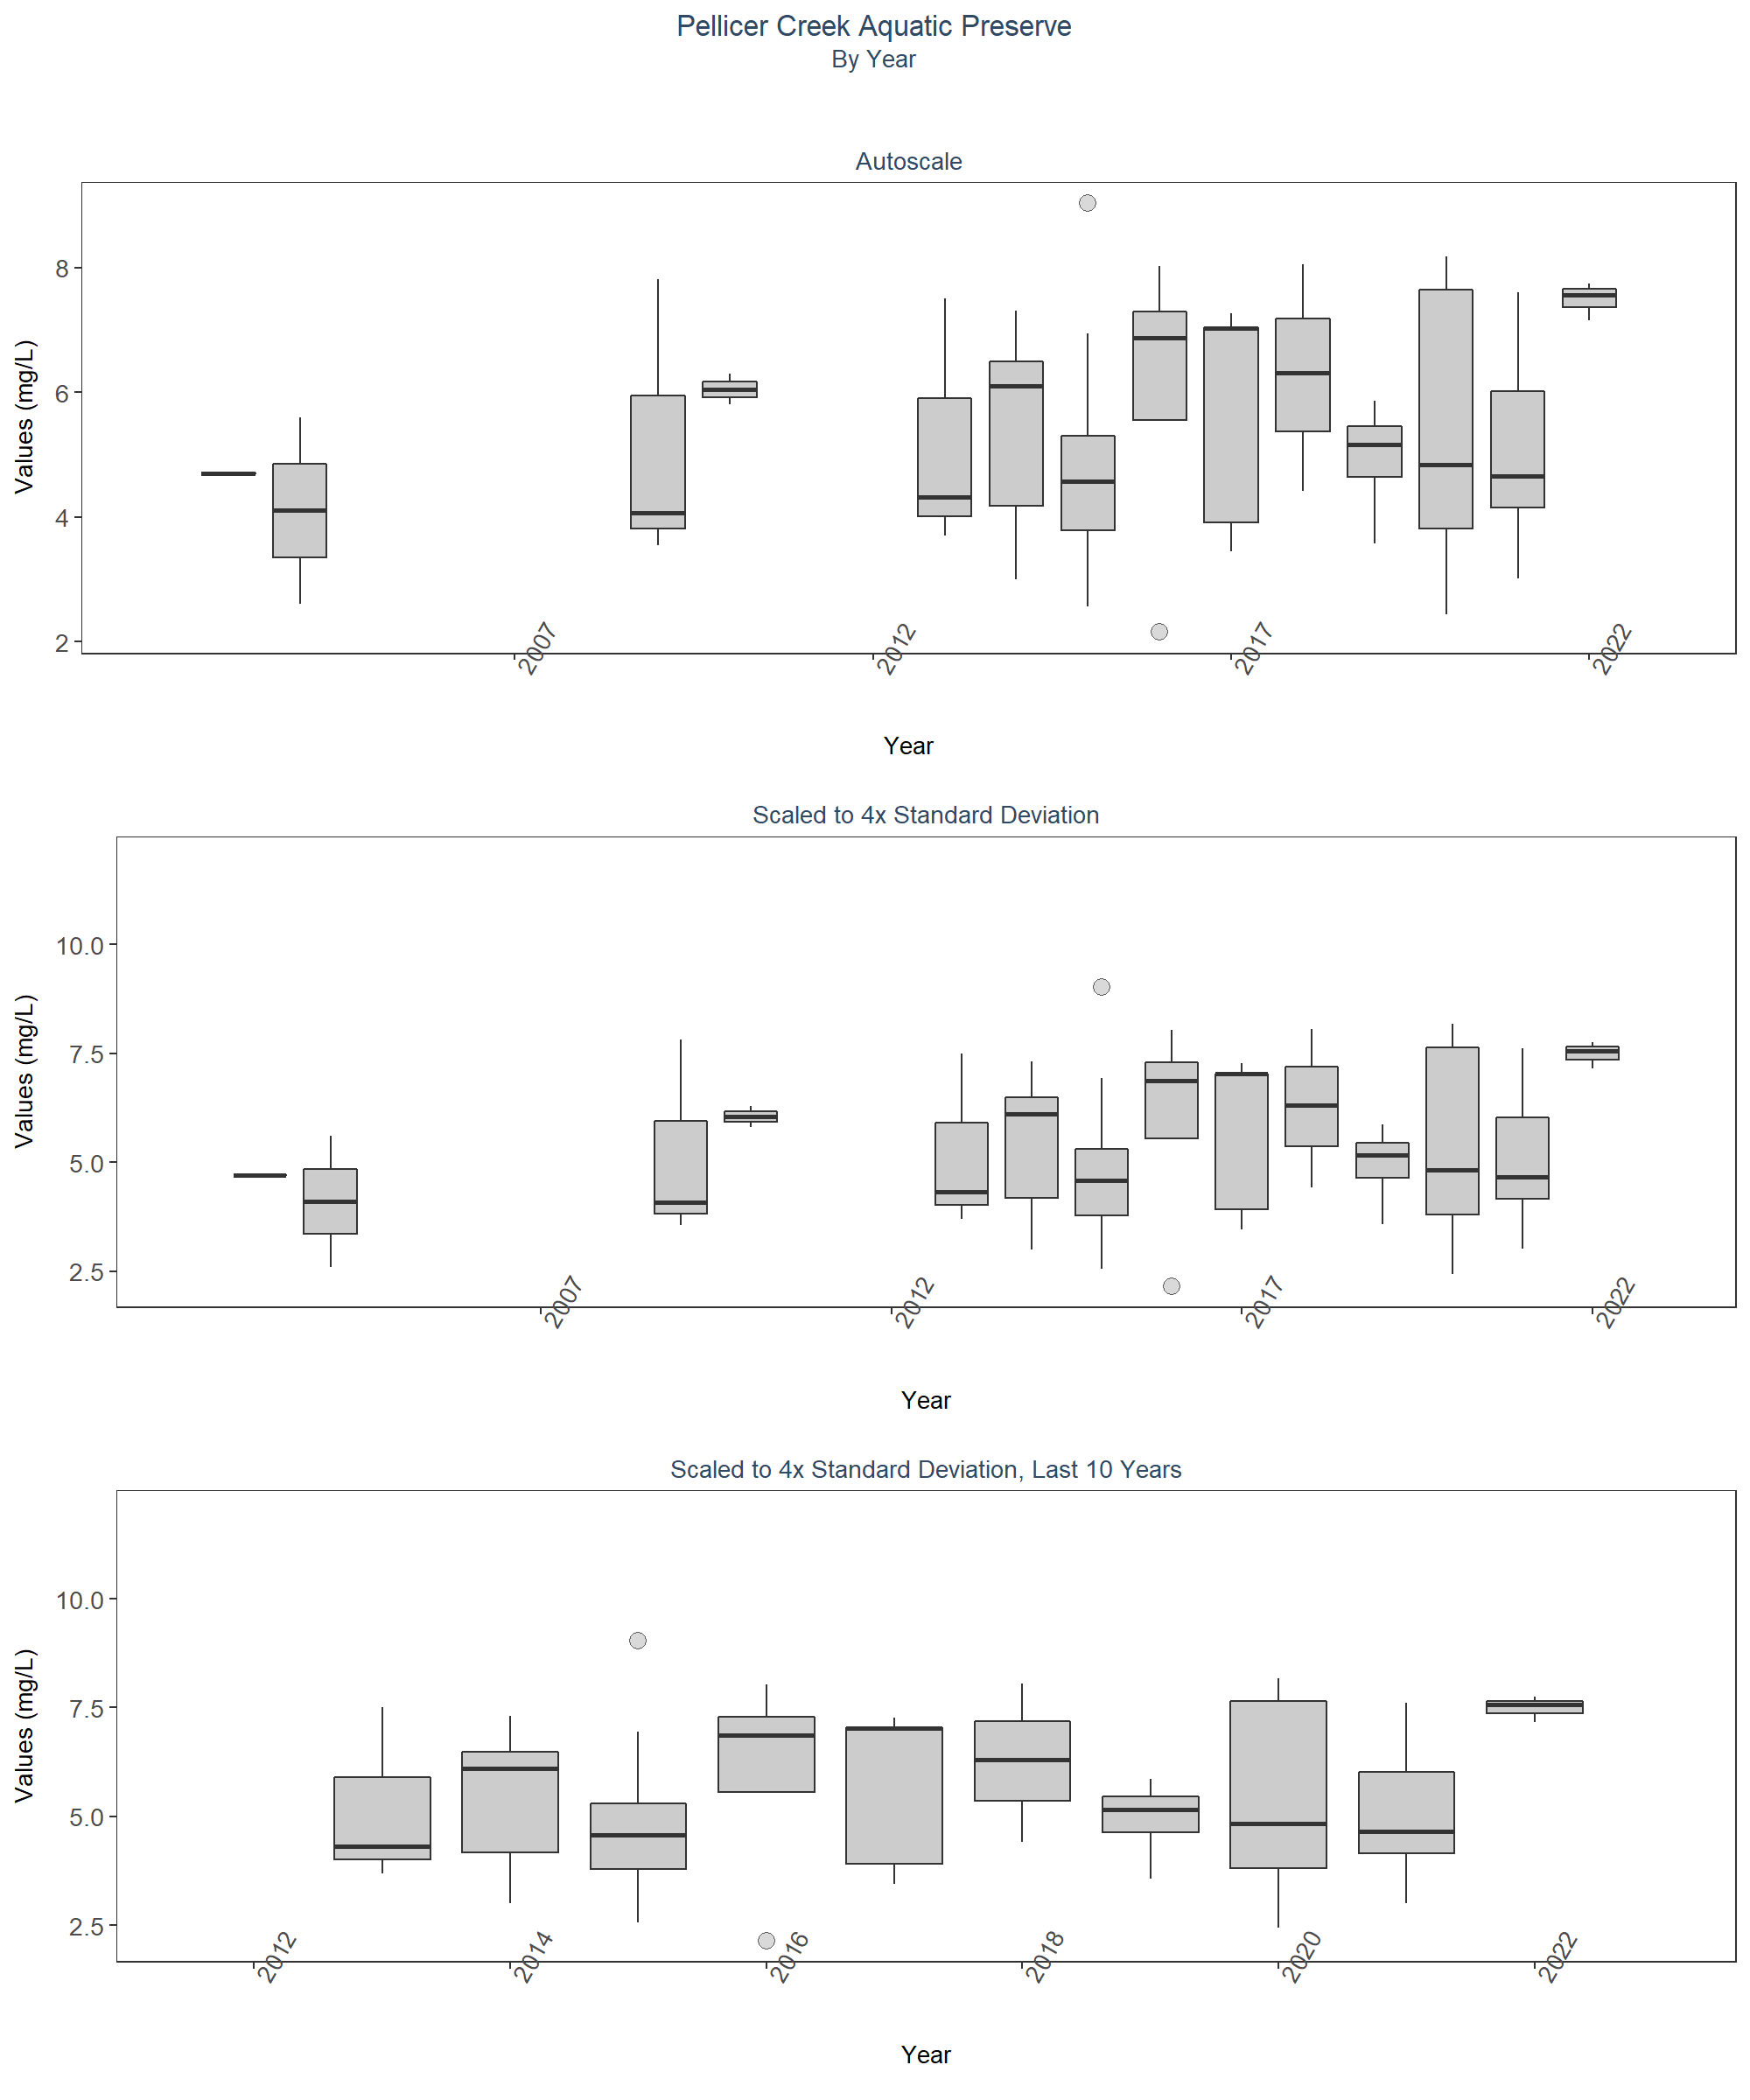 Pellicer Creek Aquatic Preserve
By Year
Autoscale
Values (mg/L)
8
6
4
2
2007
2012
2017
2022
Year
Scaled to 4x Standard Deviation
Values (mg/L)
10.0
7.5
5.0
2.5
2007
2012
2017
2022
Year
Scaled to 4x Standard Deviation, Last 10 Years
Values (mg/L)
10.0
7.5
5.0
2.5
2012
2014
2016
2018
2020
2022
Year